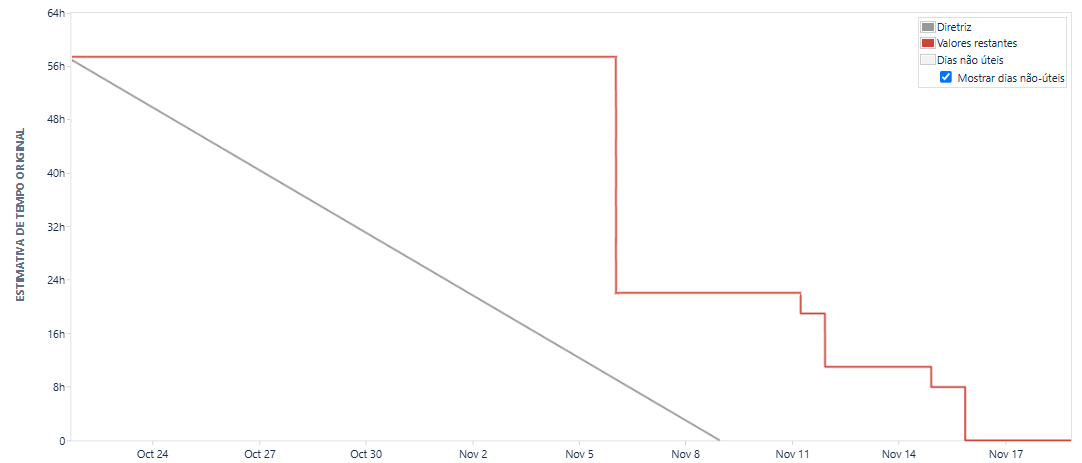 64h
56h
48h
40h
32h
24h
16h
8h
0
ESTIMATIVA DE TEMPO ORIGINAL
Diretriz
Valores restantes
Dias não úteis
Mostrar dias não-úteis
Oct 24 Oct 27 Oct 30 Nov 2 Nov 5 Nov 8 Nov 11 Nov 14 Nov 17